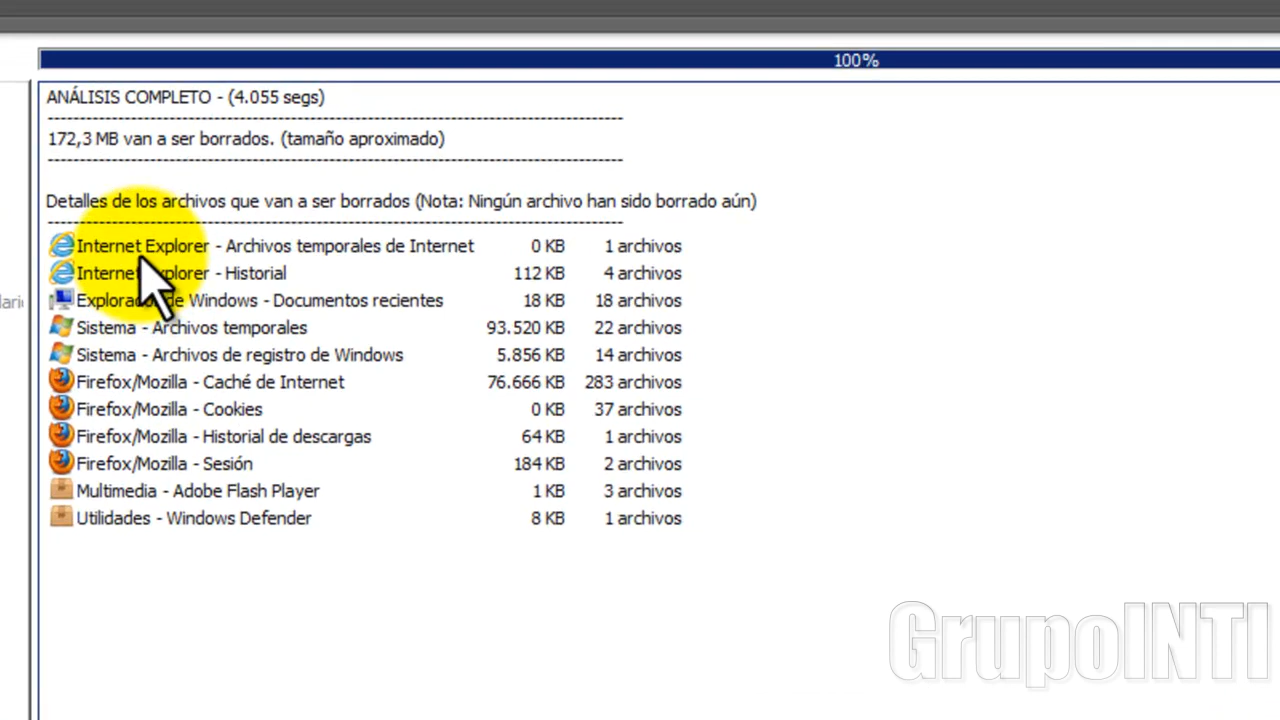 100%
ANÁLISIS COMPLETO - (4.055 segs)
172,3 MB van a ser borrados. (tamaño aproximado)
Detalles de los archivos que van a ser borrados (Nota: Ningún archivo han sido borrado aún)
Internet Explorer - Archivos temporales de Internet 0 KB 1 archivos
Internet Explorer - Historial 112 KB 4 archivos
Explorador de Windows - Documentos recientes 18 KB 18 archivos
Sistema - Archivos temporales 93.520 KB 22 archivos
Sistema - Archivos de registro de Windows 5.856 KB 14 archivos
Firefox/Mozilla - Caché de Internet 76.666 KB 283 archivos
Firefox/Mozilla - Cookies 0 KB 37 archivos
Firefox/Mozilla - Historial de descargas 64 KB 1 archivos
Firefox/Mozilla - Sesión 184 KB 2 archivos
Multimedia - Adobe Flash Player 1 KB 3 archivos
Utilidades - Windows Defender 8 KB 1 archivos
GrupoINTI